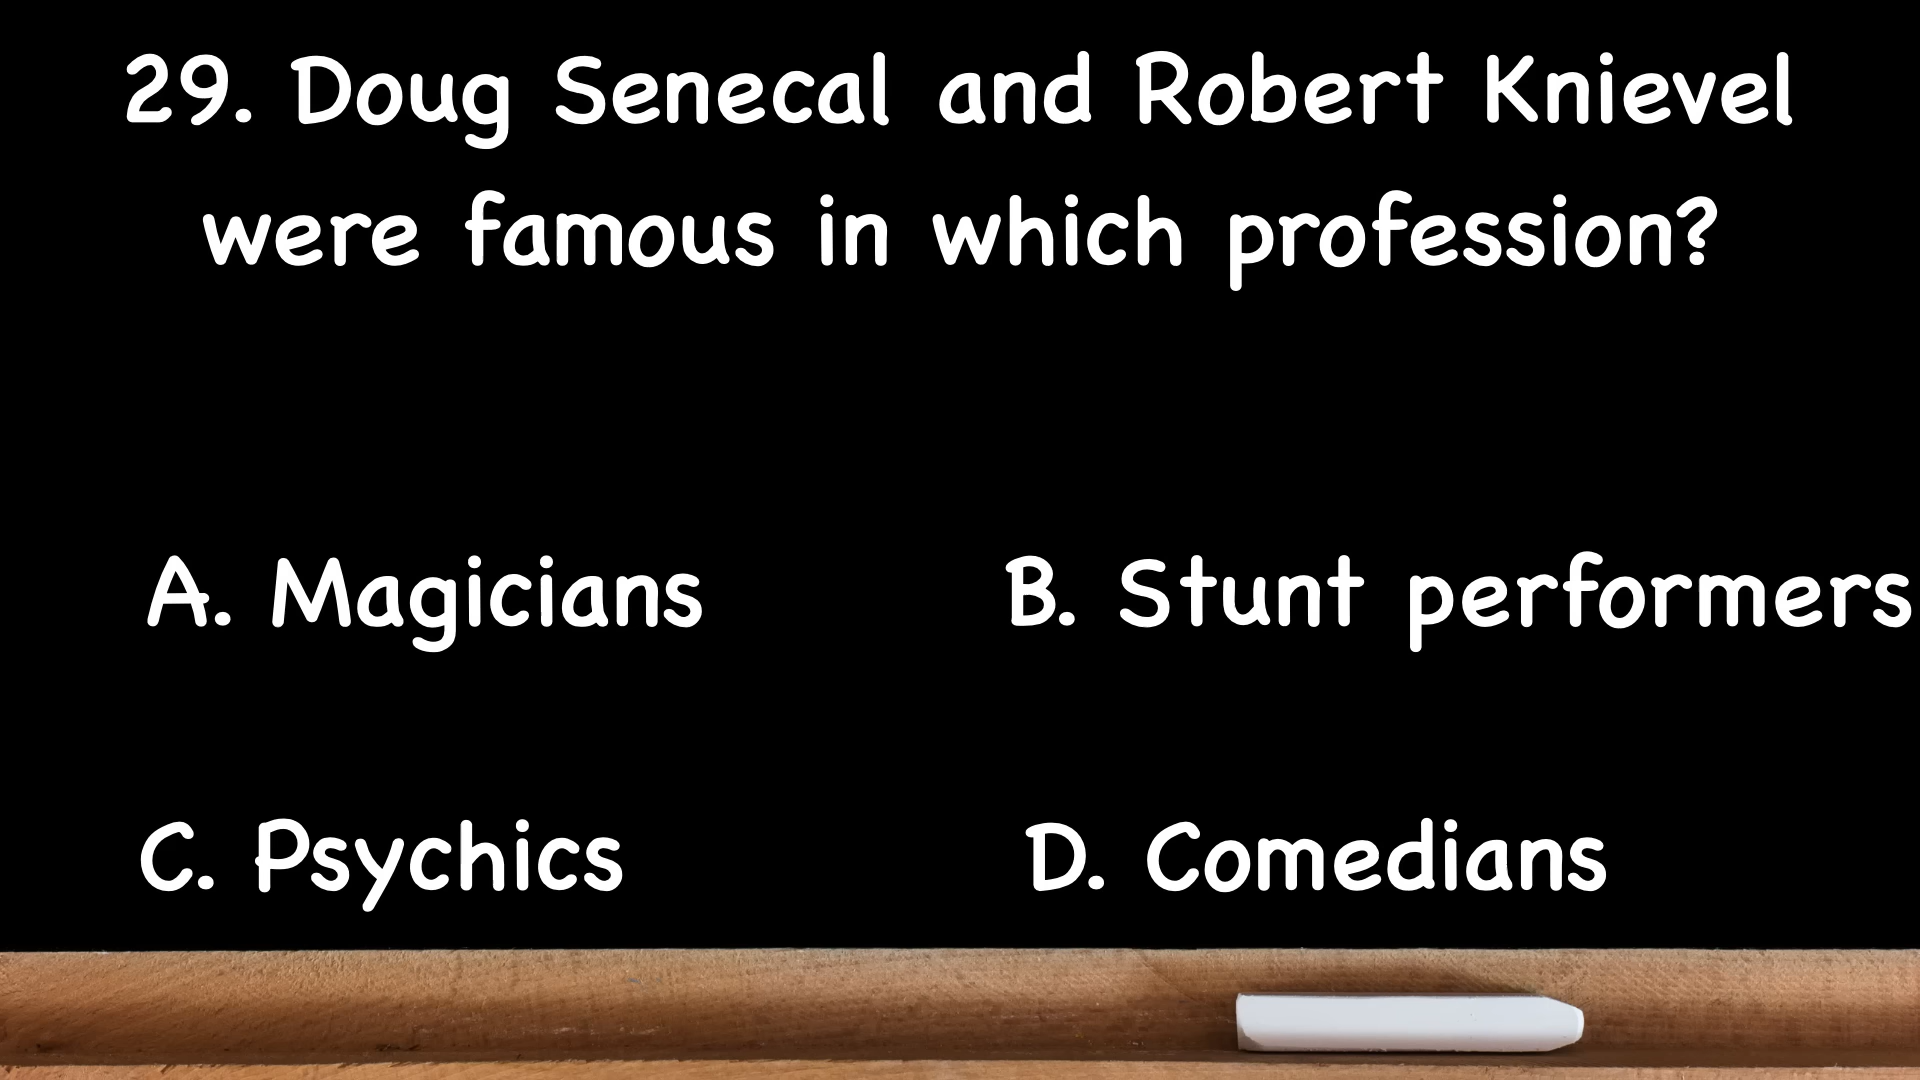 29. Doug Senecal and Robert Knievel
were famous in which profession?
A. Magicians
B. Stunt performers
C. Psychics
D. Comedians